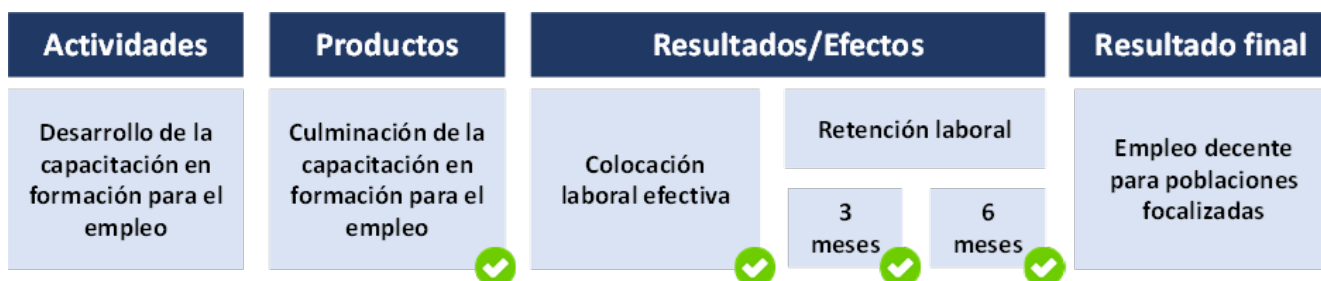 Actividades
Productos
Resultados/Efectos
Resultado final
Desarrollo de la
capacitación en
formación para el
empleo
Culminación de la
capacitación en
formación para el
empleo
Colocación
laboral efectiva
Retención laboral
3
meses
6
meses
Empleo decente
para poblaciones
focalizadas